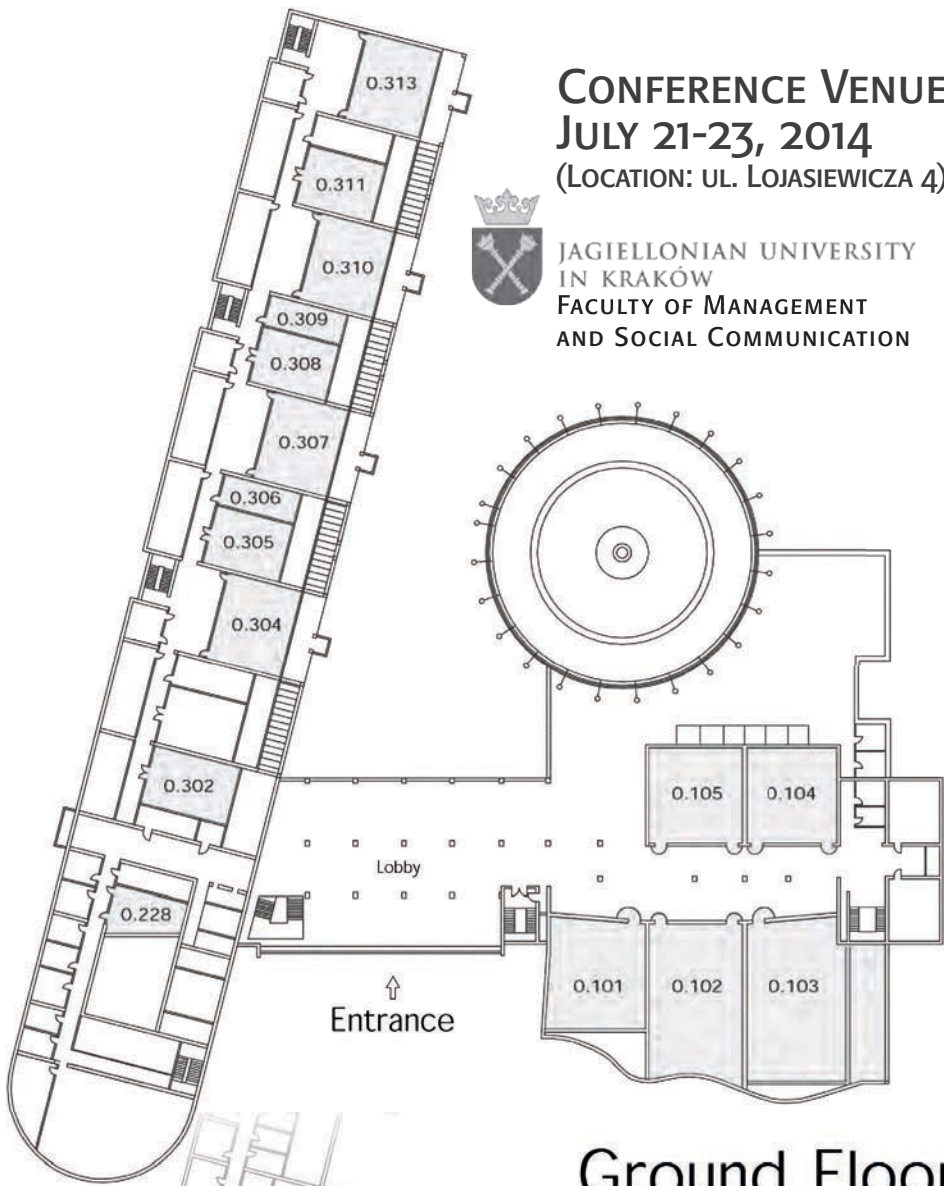 CONFERENCE VENUE
JULY 21-23, 2014
(LOCATION: UL. LOJASIEWICZA 4)
JAGIELLONIAN UNIVERSITY
IN KRAKÓW
FACULTY OF MANAGEMENT
AND SOCIAL COMMUNICATION
0.313
0.311
0.310
0.309
0.308
0.307
0.306
0.305
0.304
0.302
0.105
0.104
Lobby
0.228
0.101
0.102
0.103
Entrance
Ground Floor